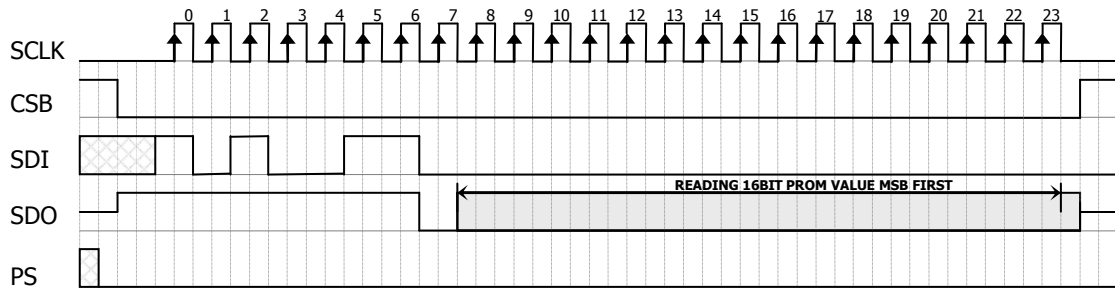 0 1 2 3 4 5 6 7 8 9 10 11 12 13 14 15 16 17 18 19 20 21 22 23
SCLK
CSB
SDI
READING 16BIT PROM VALUE MSB FIRST
SDO
PS